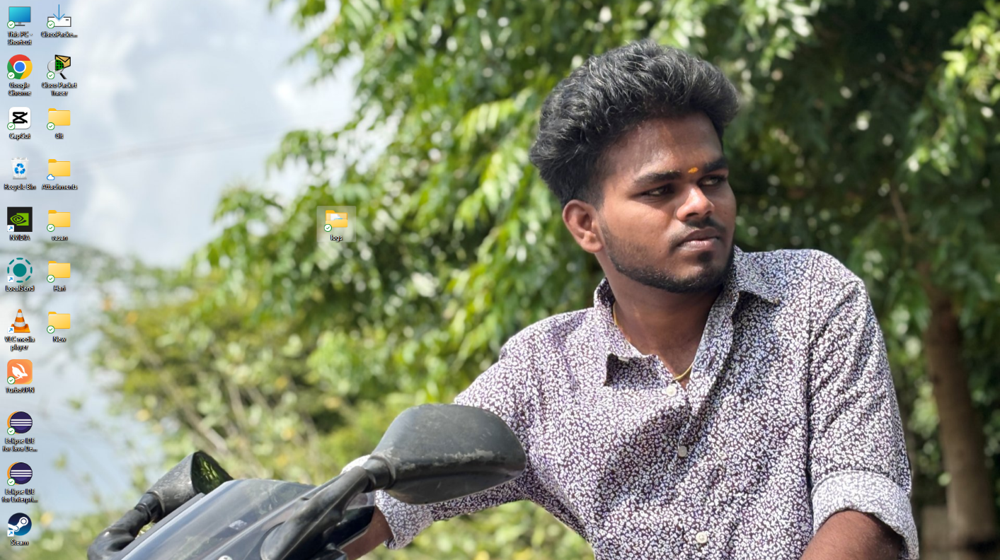 This PC -
Shortcut
CiscoPacke...
Google
Chrome
Cisco Packet
Tracer
CapCut
Git
Recycle Bin
Attachments
NVIDIA
vasan
logs
LocalSend
Hari
VLC media
player
New
TurboVPN
Eclipse IDE
for Java De...
Eclipse IDE
for Enterpri...
Steam